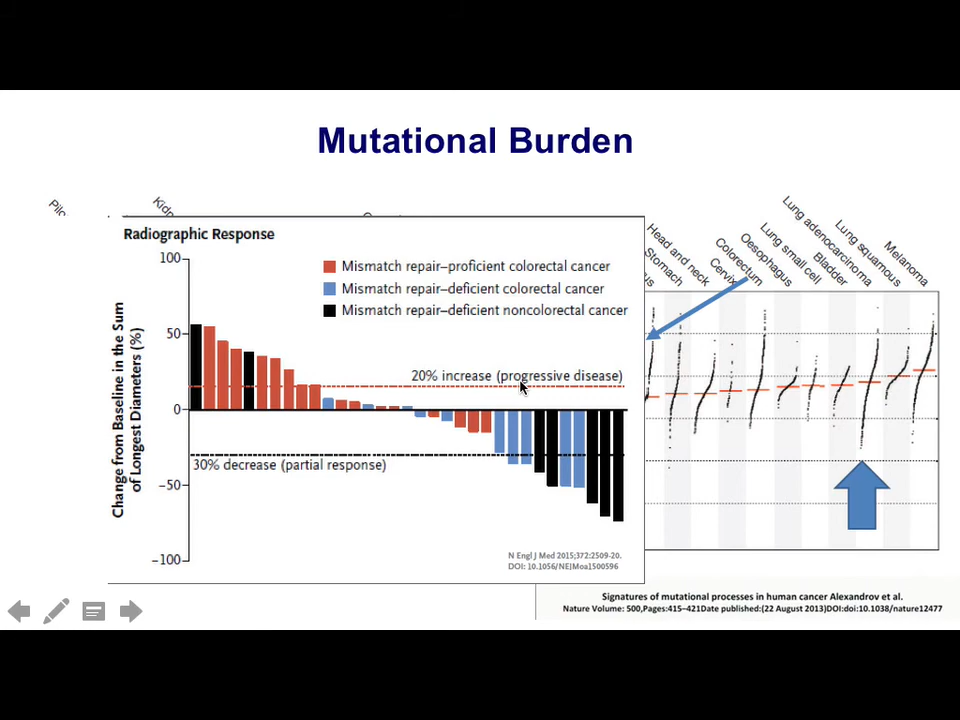 Mutational Burden
Pilo
Kidn
Radiographic Response
100
50
0
−50
−100
Change from Baseline in the Sum
of Longest Diameters (%)
Mismatch repair–proficient colorectal cancer
Mismatch repair–deficient colorectal cancer
Mismatch repair–deficient noncolorectal cancer
20% increase (progressive disease)
30% decrease (partial response)
N Engl J Med 2015;372:2509-20.
DOI: 10.1056/NEJMoa1500596
us
Stomach
Head and neck
Cervix
Colorectum
Oesophagus
Lung small cell
Bladder
Lung adenocarcinoma
Lung squamous
Melanoma
Signatures of mutational processes in human cancer Alexandrov et al.
Nature Volume: 500,Pages:415–421Date published:(22 August 2013)DOI:doi:10.1038/nature12477